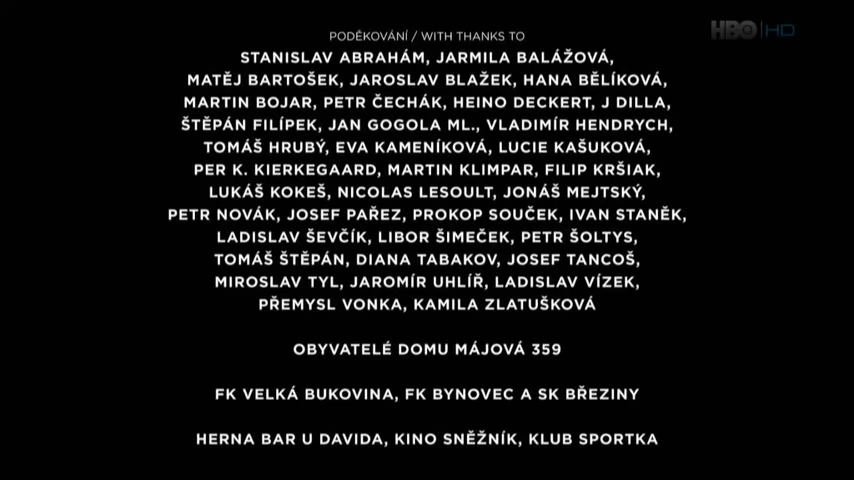 HBO HD
PODĚKOVÁNÍ / WITH THANKS TO
STANISLAV ABRAHÁM, JARMILA BALÁŽOVÁ,
MATĚJ BARTOŠEK, JAROSLAV BLAŽEK, HANA BĚLÍKOVÁ,
MARTIN BOJAR, PETR ČECHÁK, HEINO DECKERT, J DILLA,
ŠTĚPÁN FILÍPEK, JAN GOGOLA ML., VLADIMÍR HENDRYCH,
TOMÁŠ HRUBÝ, EVA KAMENÍKOVÁ, LUCIE KAŠUKOVÁ,
PER K. KIERKEGAARD, MARTIN KLIMPAR, FILIP KRŠIAK,
LUKÁŠ KOKEŠ, NICOLAS LESOULT, JONÁŠ MEJTSKÝ,
PETR NOVÁK, JOSEF PAŘEZ, PROKOP SOUČEK, IVAN STANĚK,
LADISLAV ŠEVČÍK, LIBOR ŠIMEČEK, PETR ŠOLTYS,
TOMÁŠ ŠTĚPÁN, DIANA TABAKOV, JOSEF TANCOŠ,
MIROSLAV TYL, JAROMÍR UHLÍŘ, LADISLAV VÍZEK,
PŘEMYSL VONKA, KAMILA ZLATUŠKOVÁ
OBYVATELÉ DOMU MÁJOVÁ 359
FK VELKÁ BUKOVINA, FK BYNOVEC A SK BŘEZINY
HERNA BAR U DAVIDA, KINO SNĚŽNÍK, KLUB SPORTKA